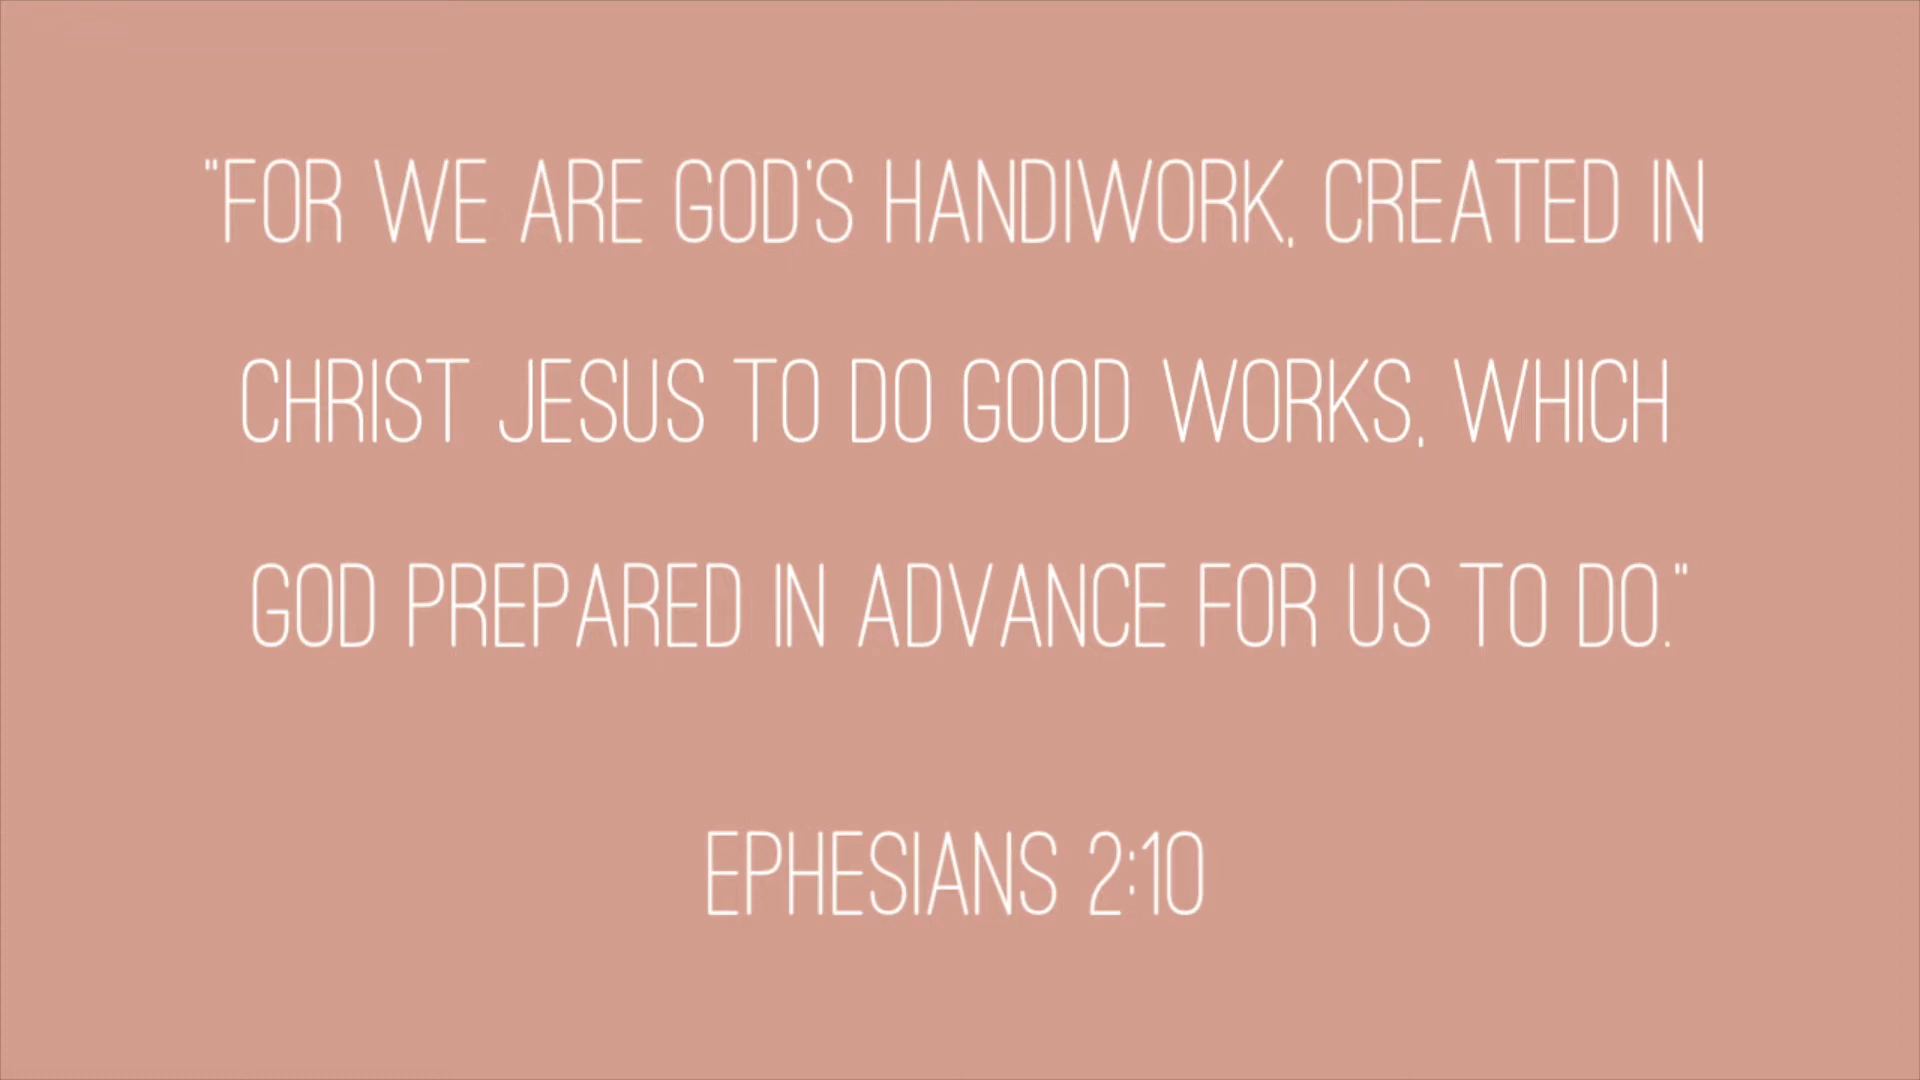 "FOR WE ARE GOD'S HANDIWORK, CREATED IN
CHRIST JESUS TO DO GOOD WORKS, WHICH
GOD PREPARED IN ADVANCE FOR US TO DO."
EPHESIANS 2:10